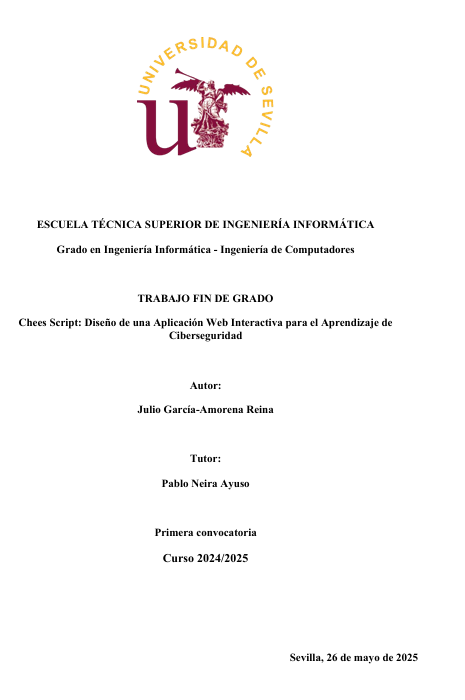 UNIVERSIDAD DE SEVILLA
u
ESCUELA TÉCNICA SUPERIOR DE INGENIERÍA INFORMÁTICA
Grado en Ingeniería Informática - Ingeniería de Computadores
TRABAJO FIN DE GRADO
Chees Script: Diseño de una Aplicación Web Interactiva para el Aprendizaje de
Ciberseguridad
Autor:
Julio García-Amorena Reina
Tutor:
Pablo Neira Ayuso
Primera convocatoria
Curso 2024/2025
Sevilla, 26 de mayo de 2025